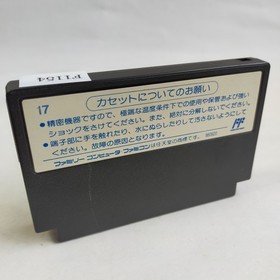 F1154
17
カセットについてのお願い
●精密機器ですので、極端な温度条件下での使用や保管および強い
ショックをさけてください。また、絶対に分解しないでください。
●端子部に手を触れたり、水にぬらしたりして汚さないようにして
ください。故障の原因となります。
FF
ファミリーコンピュータ ファミコンは任天堂の商標です。